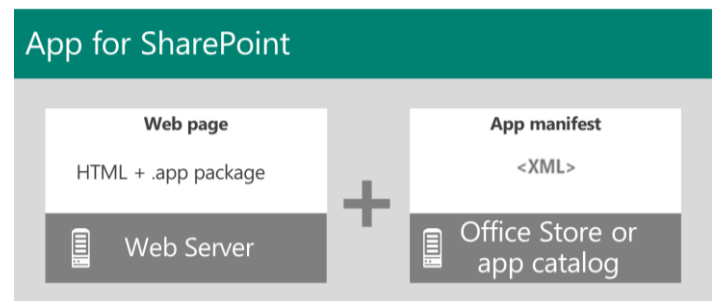 App for SharePoint
Web page
HTML + .app package
Web Server
+
App manifest
<XML>
Office Store or
app catalog